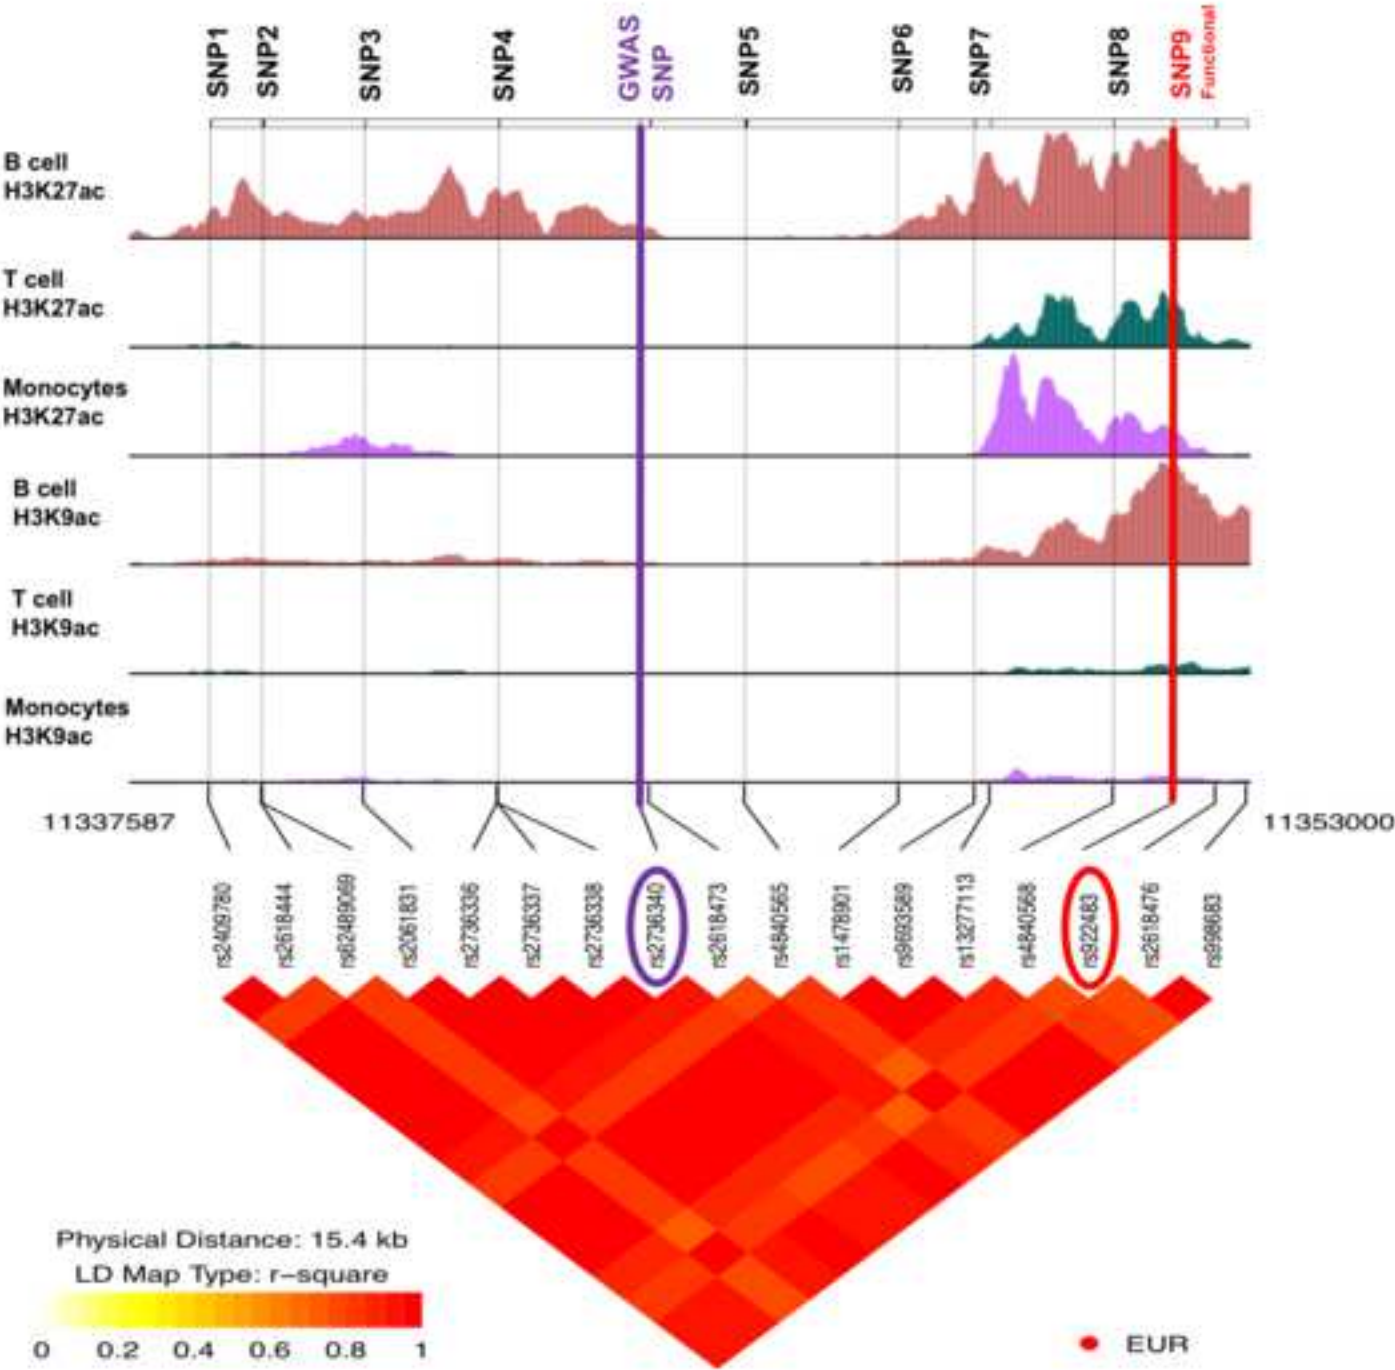 SNP1
SNP2
SNP3
SNP4
GWAS
SNP
SNP5
SNP6
SNP7
SNP8
SNP9
Functional
B cell
H3K27ac
T cell
H3K27ac
Monocytes
H3K27ac
B cell
H3K9ac
T cell
H3K9ac
Monocytes
H3K9ac
11337587
11353000
rs2409780
rs2618444
rs62489069
rs2061831
rs2736336
rs2736337
rs2736338
rs2736340
rs2618473
rs4840565
rs1478901
rs9693589
rs13277113
rs4840568
rs922483
rs2618476
rs998683
Physical Distance: 15.4 kb
LD Map Type: r-square
0 0.2 0.4 0.6 0.8 1
EUR